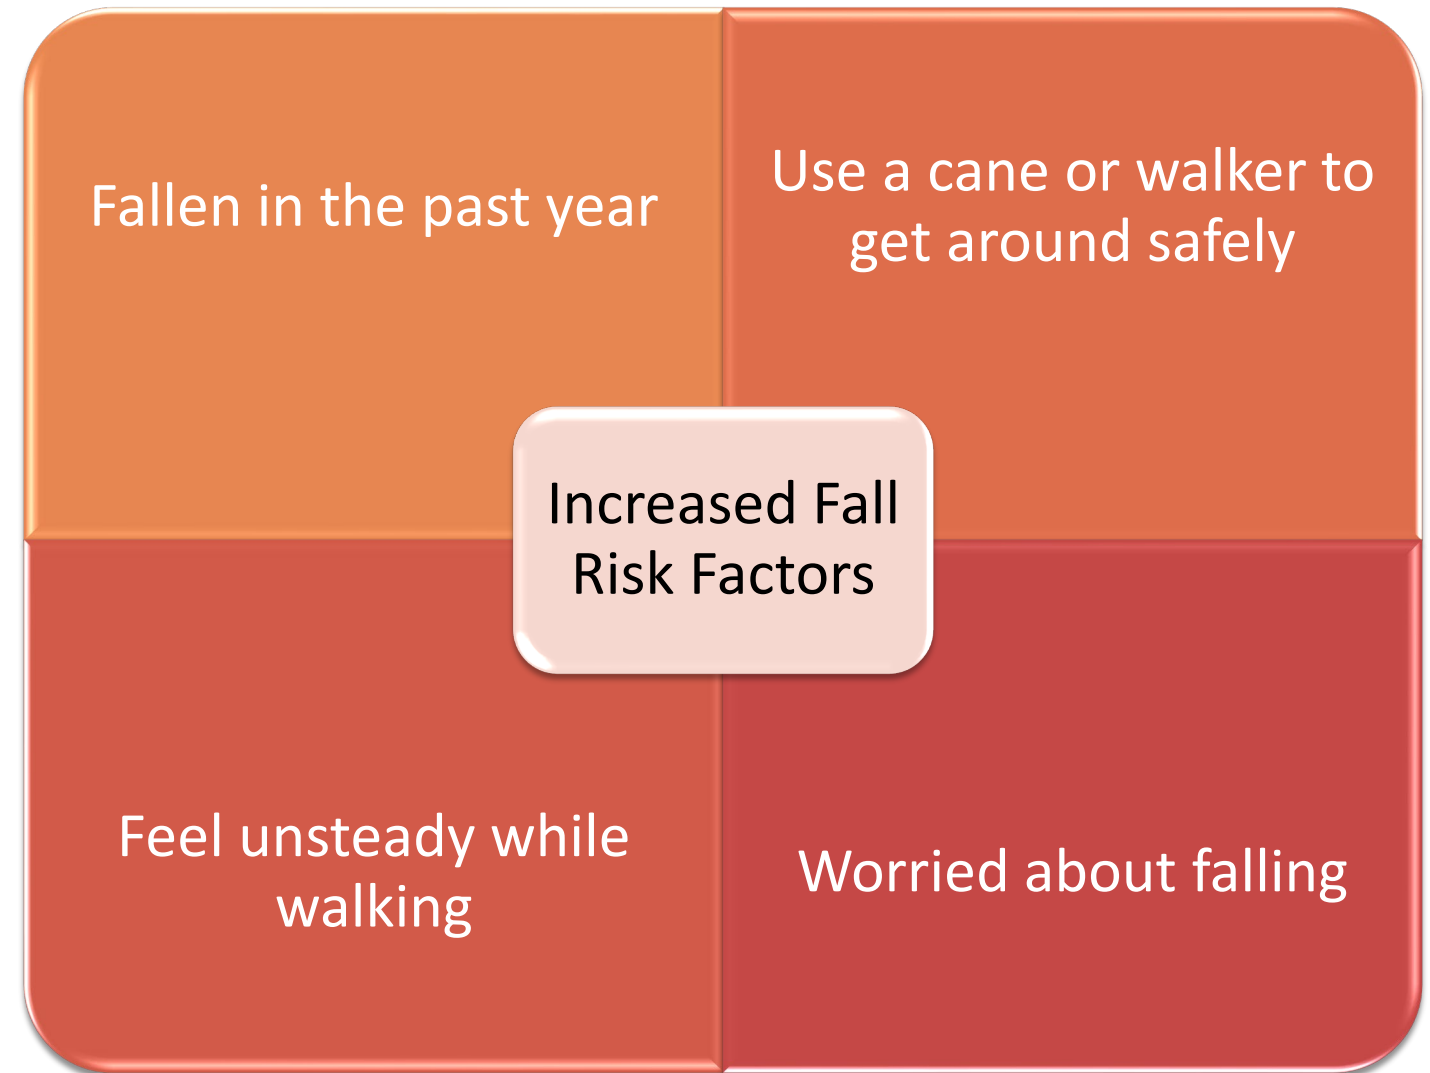 Fallen in the past year
Use a cane or walker to
get around safely
Increased Fall
Risk Factors
Feel unsteady while
walking
Worried about falling